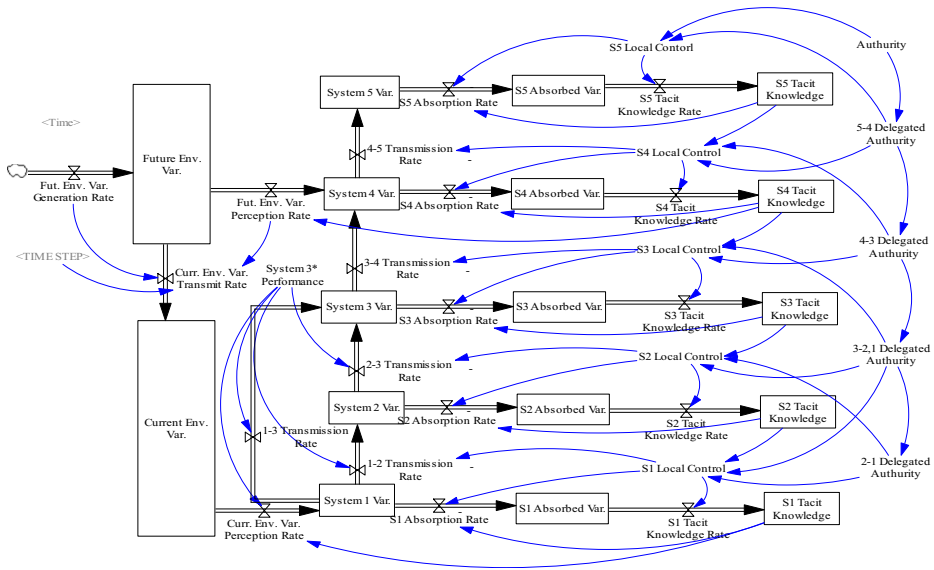 S5 Local Contorl
Authurity
System 5 Var.
S5 Absorption Rate
S5 Absorbed Var.
S5 Tacit
Knowledge Rate
S5 Tacit
Knowledge
<Time>
Future Env.
Var.
Fut. Env. Var.
Generation Rate
4-5 Transmission
Rate
-
S4 Local Control
5-4 Delegated
Authority
Fut. Env. Var.
Perception Rate
System 4 Var.
S4 Absorption Rate
S4 Absorbed Var.
S4 Tacit
Knowledge Rate
S4 Tacit
Knowledge
<TIME STEP>
Curr. Env. Var.
Transmit Rate
System 3*
Performance
3-4 Transmission
Rate
-
S3 Local Control
4-3 Delegated
Authority
System 3 Var.
-
S3 Absorption Rate
S3 Absorbed Var.
S3 Tacit
Knowledge Rate
S3 Tacit
Knowledge
2-3 Transmission
Rate
-
S2 Local Control
3-2,1 Delegated
Authority
Current Env.
Var.
System 2 Var.
-
S2 Absorption Rate
S2 Absorbed Var.
S2 Tacit
Knowledge Rate
S2 Tacit
Knowledge
1-3 Transmission
Rate
1-2 Transmission
Rate
-
S1 Local Control
2-1 Delegated
Authority
Curr. Env. Var.
Perception Rate
System 1 Var.
-
S1 Absorption Rate
S1 Absorbed Var.
S1 Tacit
Knowledge Rate
S1 Tacit
Knowledge